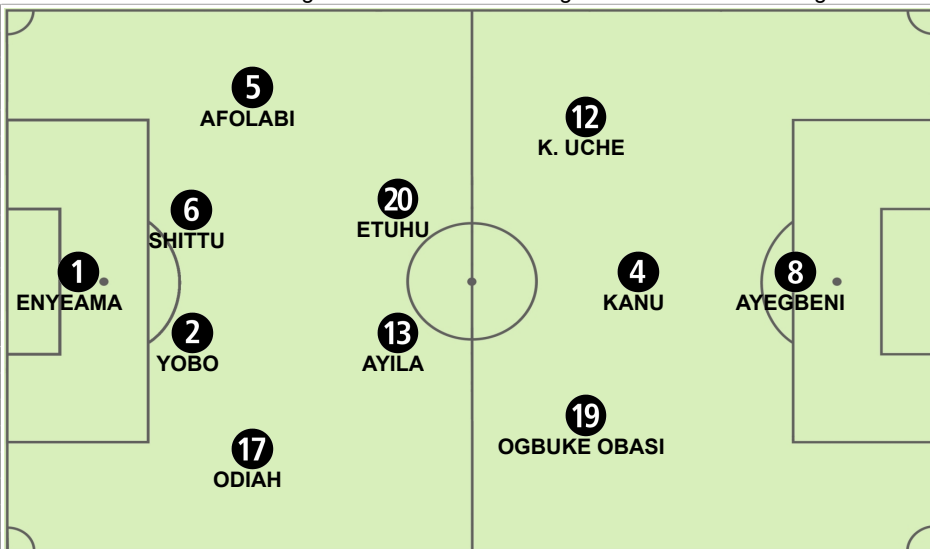 5
AFOLABI
12
K. UCHE
6
SHITTU
20
ETUHU
1
ENYEAMA
4
KANU
8
AYEGBENI
2
YOBO
13
AYILA
19
OGBUKE OBASI
17
ODIAH